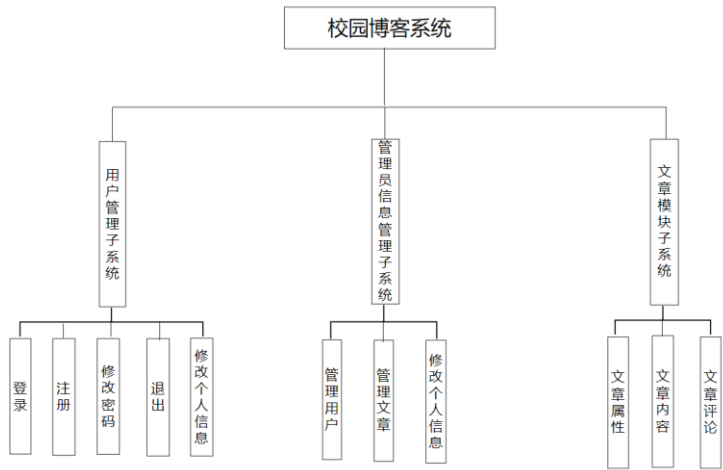 校园博客系统
用户管理子系统
管理员信息管理子系统
文章模块子系统
登录
注册
修改密码
退出
修改个人信息
管理用户
管理文章
修改个人信息
文章属性
文章内容
文章评论